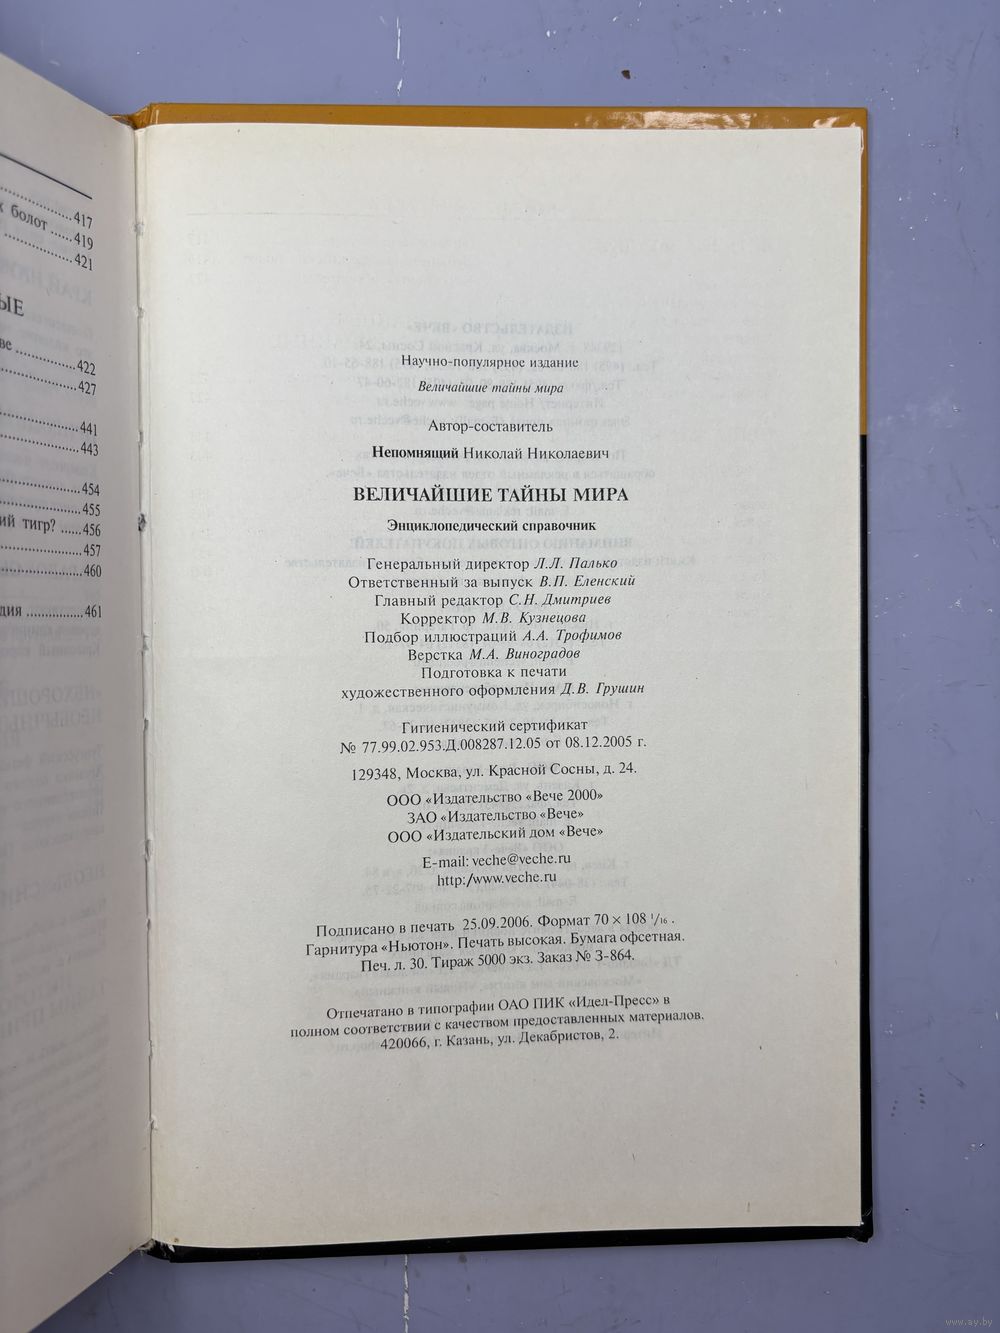 417
к болот ......419
421
ЫЕ
ве
422
427
441
443
454
455
ий тигр? ......456
457
460
дия ................461
Научно-популярное издание
Величайшие тайны мира
Автор-составитель
Непомнящий Николай Николаевич
ВЕЛИЧАЙШИЕ ТАЙНЫ МИРА
Энциклопедический справочник
Генеральный директор Л.Л. Палько
Ответственный за выпуск В.П. Еленский
Главный редактор С.Н. Дмитриев
Корректор М.В. Кузнецова
Подбор иллюстраций А.А. Трофимов
Верстка М.А. Виноградов
Подготовка к печати
художественного оформления Д.В. Грушин
Гигиенический сертификат
№ 77.99.02.953.Д.008287.12.05 от 08.12.2005 г.
129348, Москва, ул. Красной Сосны, д. 24.
ООО «Издательство «Вече 2000»
ЗАО «Издательство «Вече»
ООО «Издательский дом «Вече»
E-mail: veche@veche.ru
http:/www.veche.ru
Подписано в печать 25.09.2006. Формат 70 × 108 1/16 .
Гарнитура «Ньютон». Печать высокая. Бумага офсетная.
Печ. л. 30. Тираж 5000 экз. Заказ № З-864.
Отпечатано в типографии ОАО ПИК «Идел-Пресс» в
полном соответствии с качеством предоставленных материалов.
420066, г. Казань, ул. Декабристов, 2.
www.ay.by